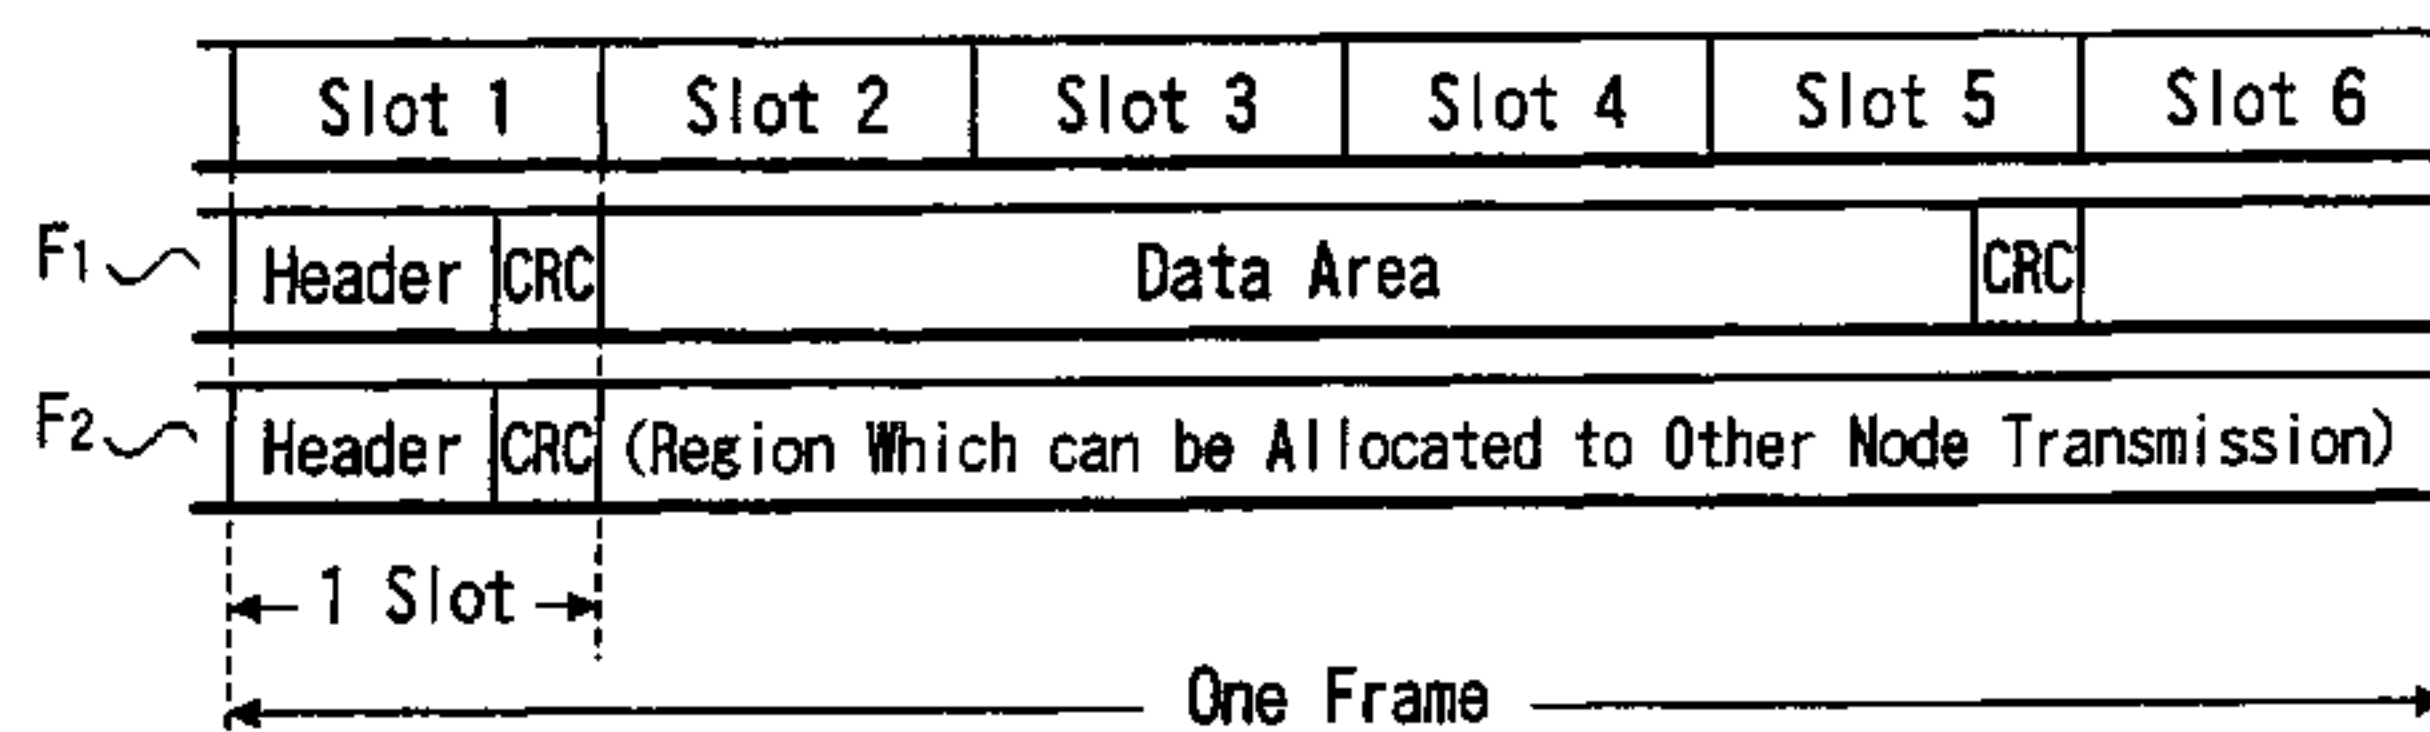 Slot 1 Slot 2 Slot 3 Slot 4 Slot 5 Slot 6
F1 Header CRC Data Area CRC
F2 Header CRC (Region Which can be Allocated to Other Node Transmission)
1 Slot
One Frame